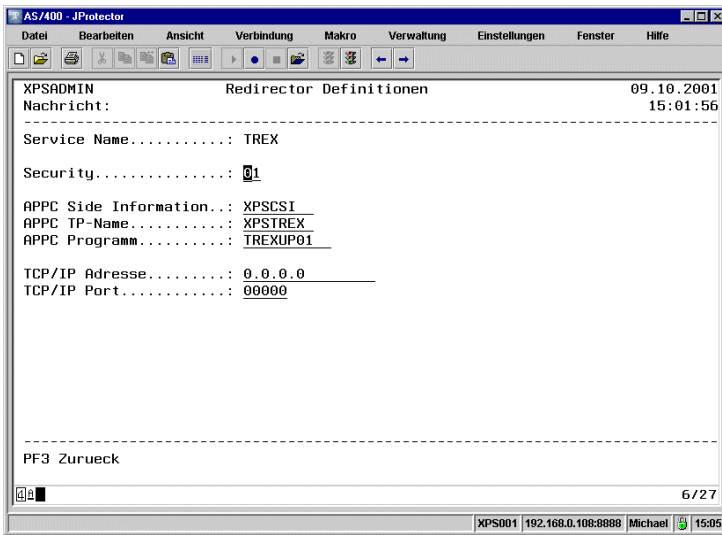 AS/400 - JProtector
Datei Bearbeiten Ansicht Verbindung Makro Verwaltung Einstellungen Fenster Hilfe
XPSADMIN Redirector Definitionen 09.10.2001
Nachricht: 15:01:56
Service Name...........: TREX
Security...............: 01
APPC Side Information..: XPSCSI
APPC TP-Name...........: XPSTREX
APPC Programm..........: TREXUP01
TCP/IP Adresse.........: 0.0.0.0
TCP/IP Port............: 00000
PF3 Zurueck
6/27
XPS001 192.168.0.108:8888 Michael 15:05